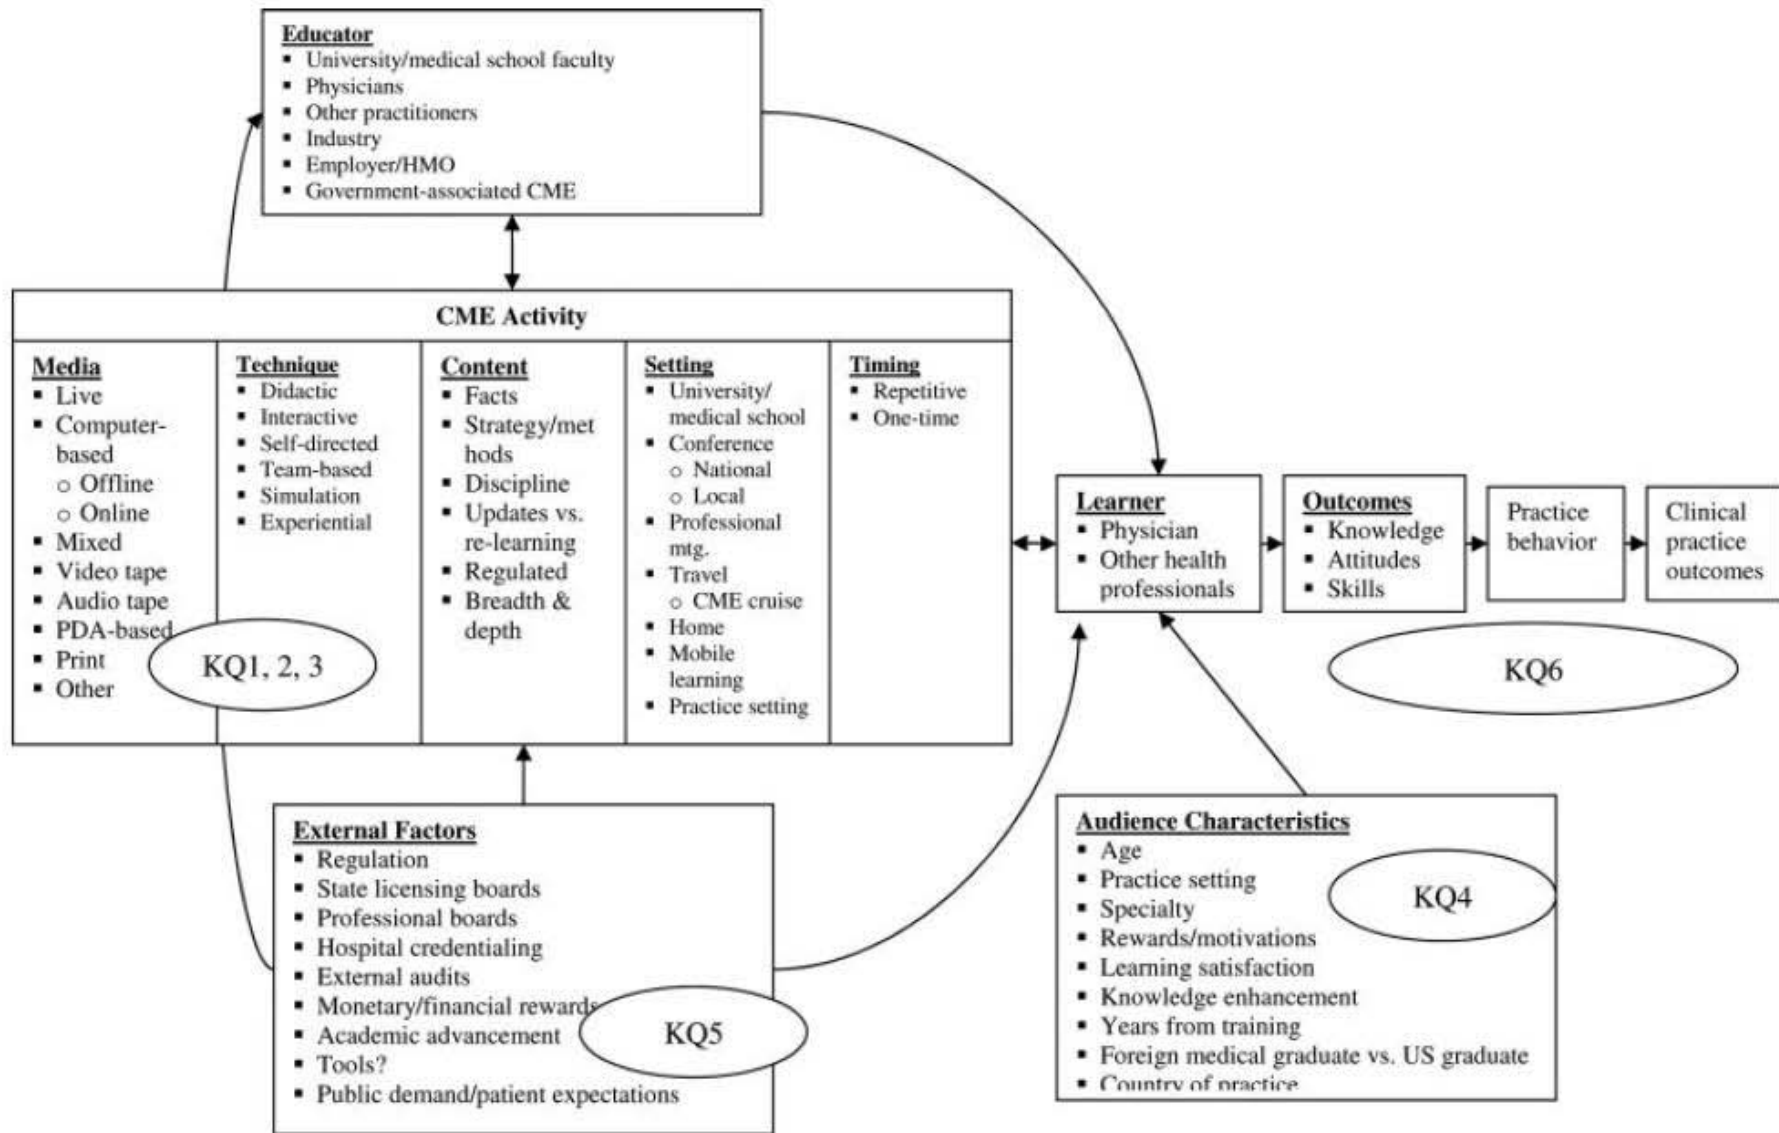 Educator
▪ University/medical school faculty
▪ Physicians
▪ Other practitioners
▪ Industry
▪ Employer/HMO
▪ Government-associated CME
CME Activity
Media
▪ Live
▪ Computer-
based
o Offline
o Online
▪ Mixed
▪ Video tape
▪ Audio tape
▪ PDA-based
▪ Print
▪ Other
Technique
▪ Didactic
▪ Interactive
▪ Self-directed
▪ Team-based
▪ Simulation
▪ Experiential
KQ1, 2, 3
Content
▪ Facts
▪ Strategy/met
hods
▪ Discipline
▪ Updates vs.
re-learning
▪ Regulated
▪ Breadth &
depth
Setting
▪ University/
medical school
▪ Conference
o National
o Local
▪ Professional
mtg.
▪ Travel
o CME cruise
▪ Home
▪ Mobile
learning
▪ Practice setting
Timing
▪ Repetitive
▪ One-time
Learner
▪ Physician
▪ Other health
professionals
Outcomes
▪ Knowledge
▪ Attitudes
▪ Skills
Practice
behavior
Clinical
practice
outcomes
KQ6
External Factors
▪ Regulation
▪ State licensing boards
▪ Professional boards
▪ Hospital credentialing
▪ External audits
▪ Monetary/financial rewards
▪ Academic advancement
▪ Tools?
▪ Public demand/patient expectations
KQ5
Audience Characteristics
▪ Age
▪ Practice setting
▪ Specialty
▪ Rewards/motivations
▪ Learning satisfaction
▪ Knowledge enhancement
▪ Years from training
▪ Foreign medical graduate vs. US graduate
▪ Country of practice
KQ4